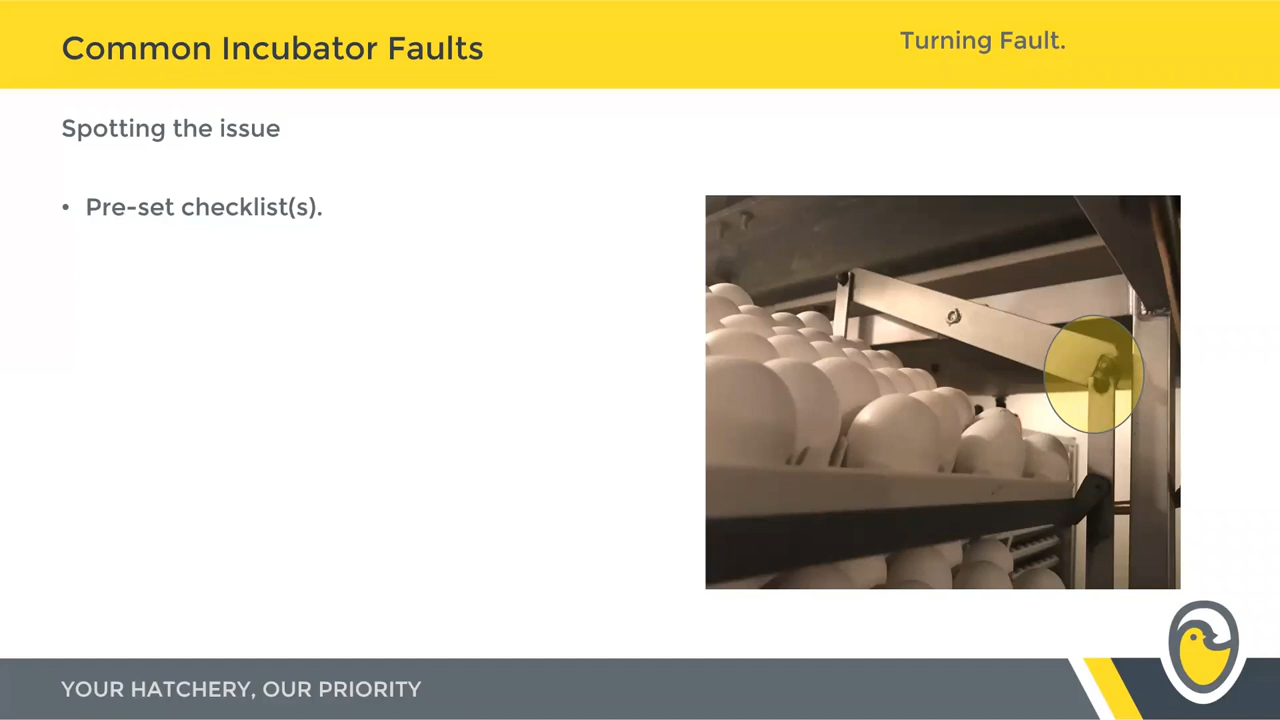 Common Incubator Faults
Turning Fault.
Spotting the issue
• Pre-set checklist(s).
YOUR HATCHERY, OUR PRIORITY